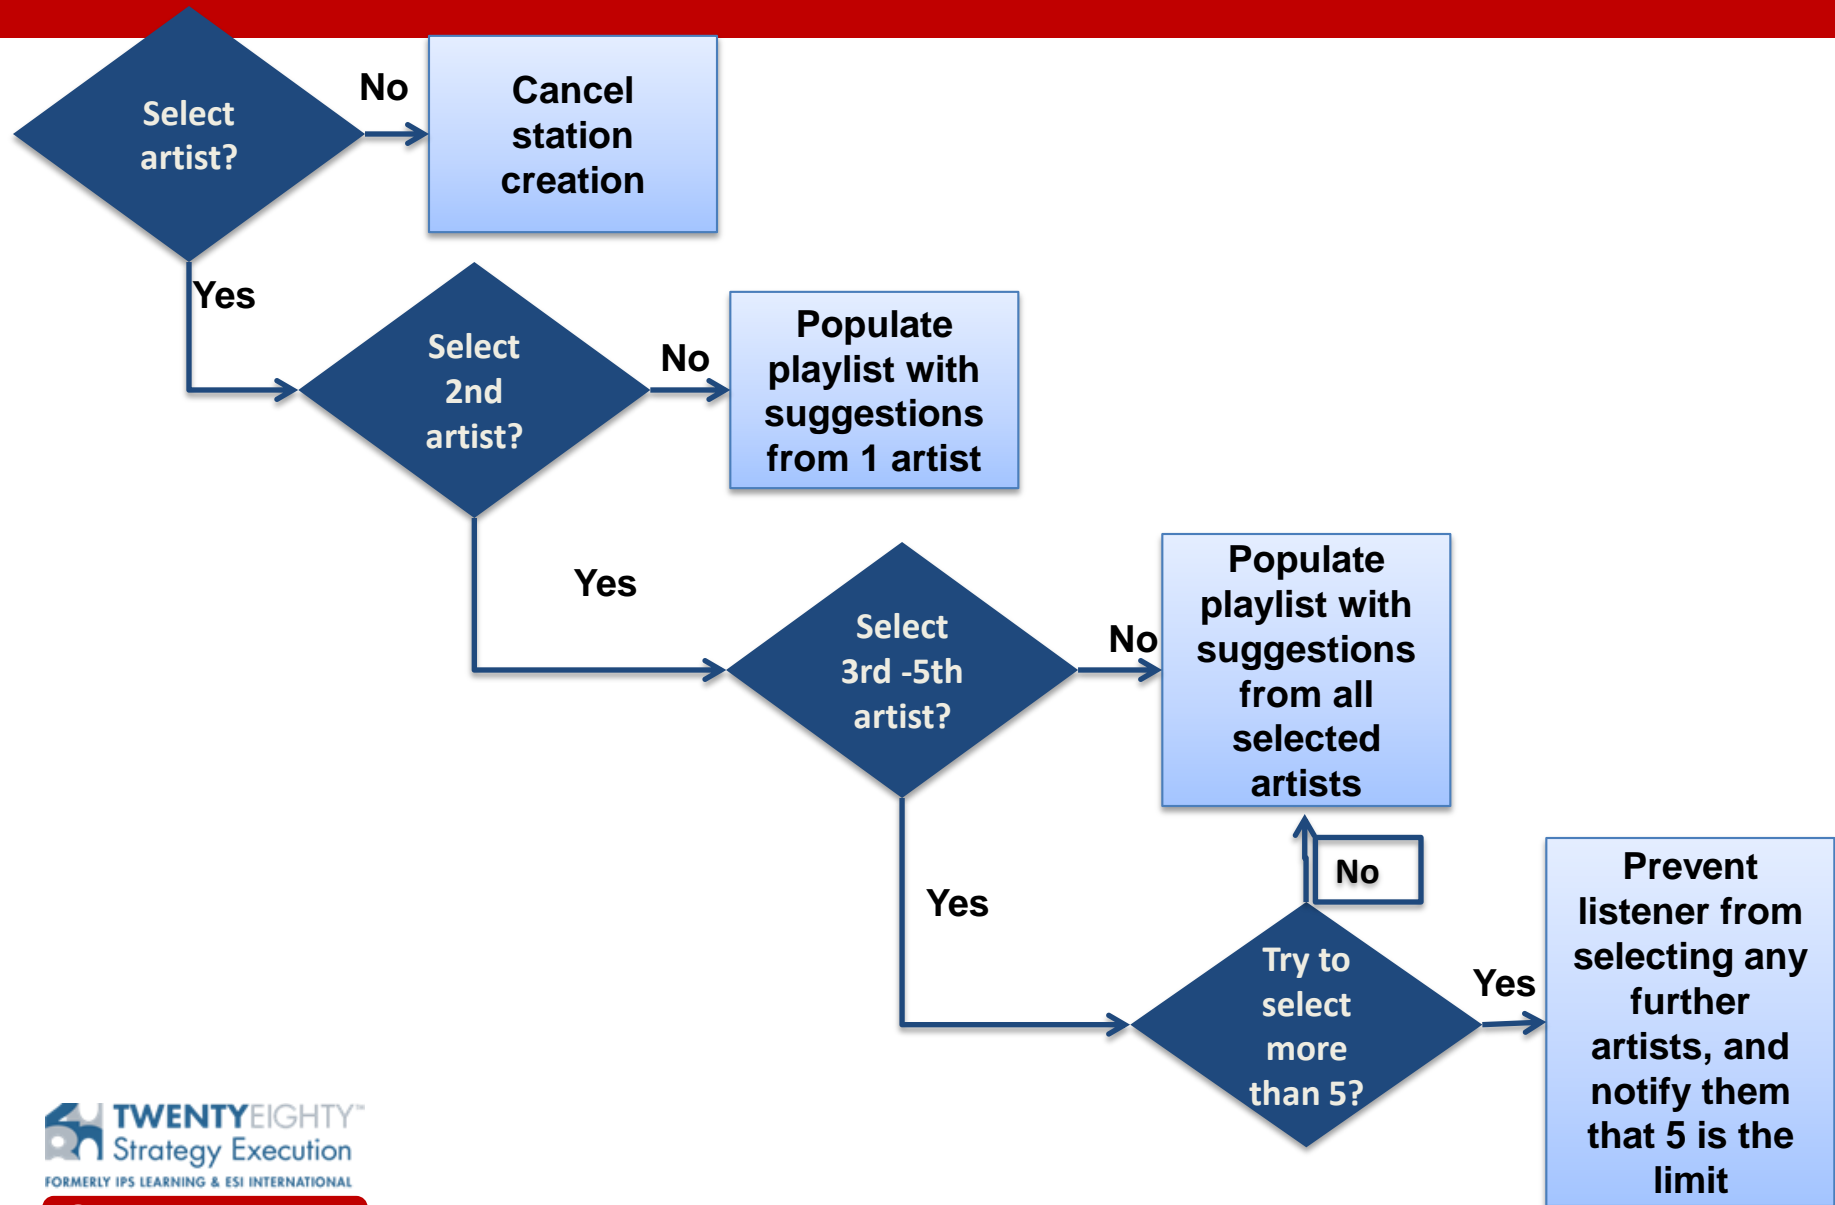 Select
artist?
No
Cancel
station
creation
Yes
Select
2nd
artist?
No
Populate
playlist with
suggestions
from 1 artist
Yes
Select
3rd -5th
artist?
No
Populate
playlist with
suggestions
from all
selected
artists
No
Yes
Try to
select
more
than 5?
Yes
Prevent
listener from
selecting any
further
artists, and
notify them
that 5 is the
limit
TWENTYEIGHTY™
Strategy Execution
FORMERLY IPS LEARNING & ESI INTERNATIONAL